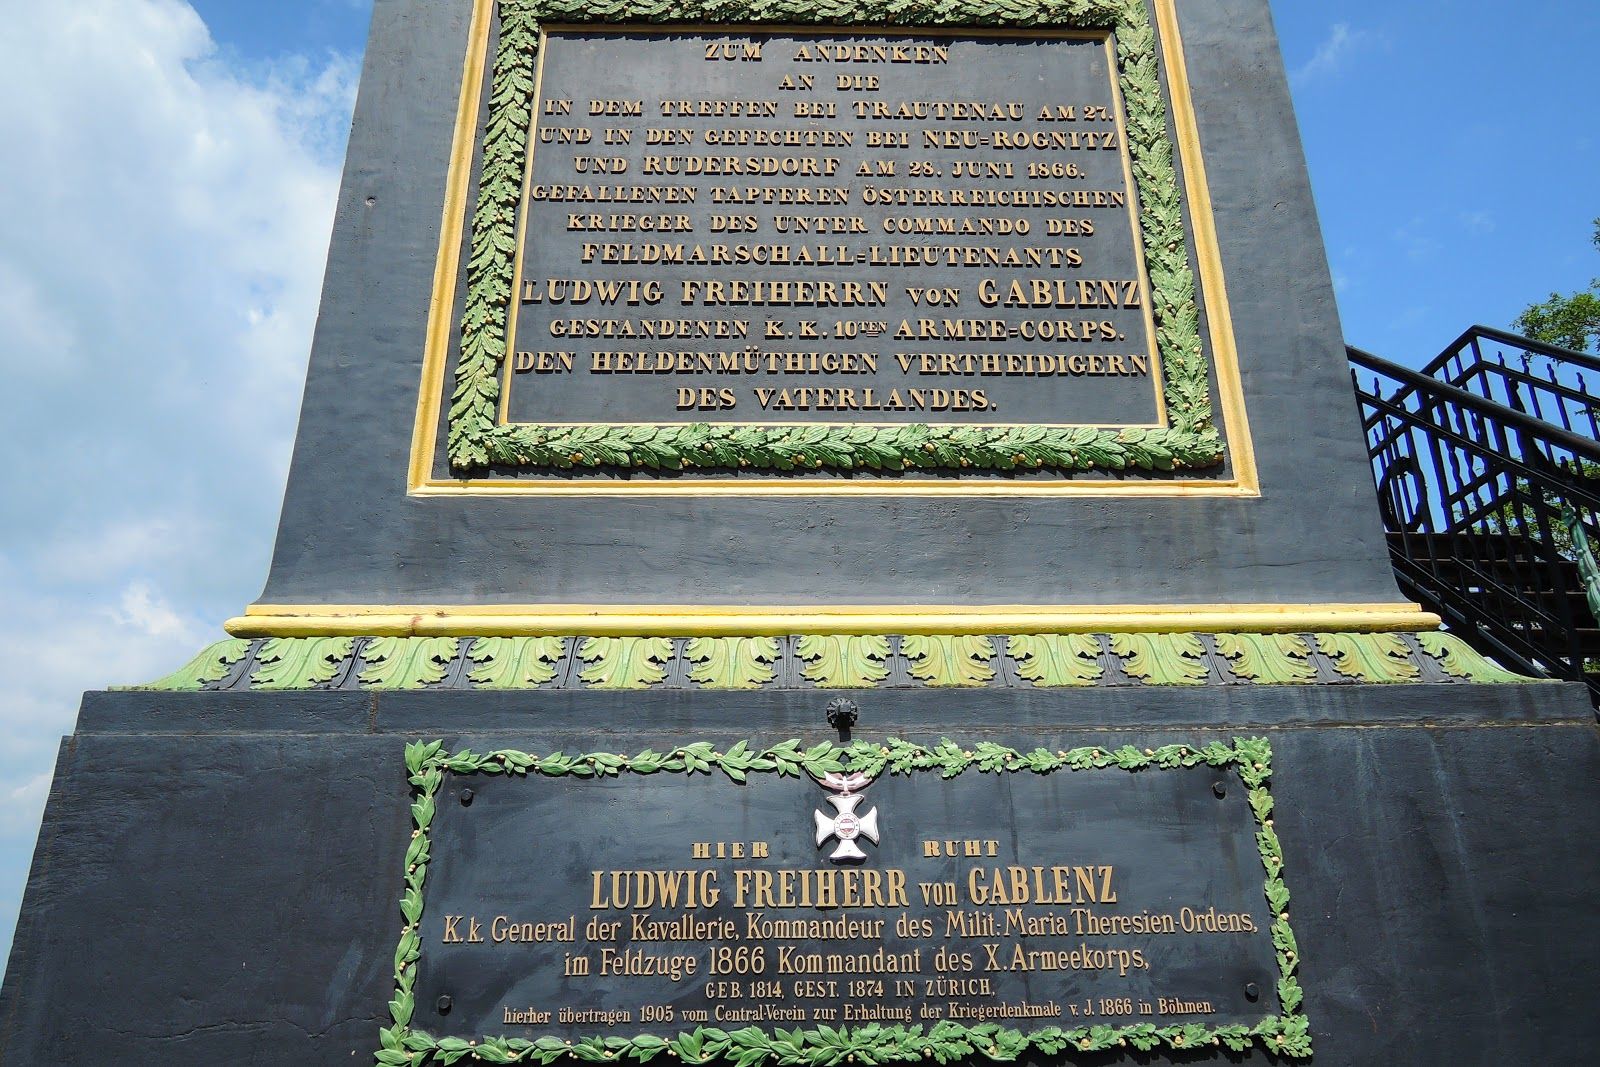 ZUM ANDENKEN
AN DIE
IN DEM TREFFEN BEI TRAUTENAU AM 27.
UND IN DEN GEFECHTEN BEI NEU=ROGNITZ
UND RUDERSDORF AM 28. JUNI 1866.
GEFALLENEN TAPFEREN ÖSTERREICHISCHEN
KRIEGER DES UNTER COMMANDO DES
FELDMARSCHALL=LIEUTENANTS
LUDWIG FREIHERRN VON GABLENZ
GESTANDENEN K. K. 10TEN ARMEE=CORPS.
DEN HELDENMÜTHIGEN VERTHEIDIGERN
DES VATERLANDES.
HIER RUHT
LUDWIG FREIHERR von GABLENZ
K. k. General der Kavallerie, Kommandeur des Milit: Maria Theresien-Ordens,
im Feldzuge 1866 Kommandant des X. Armeekorps,
GEB. 1814, GEST. 1874 IN ZÜRICH,
hierher übertragen 1905 vom Central-Verein zur Erhaltung der Kriegerdenkmale v. J. 1866 in Böhmen.